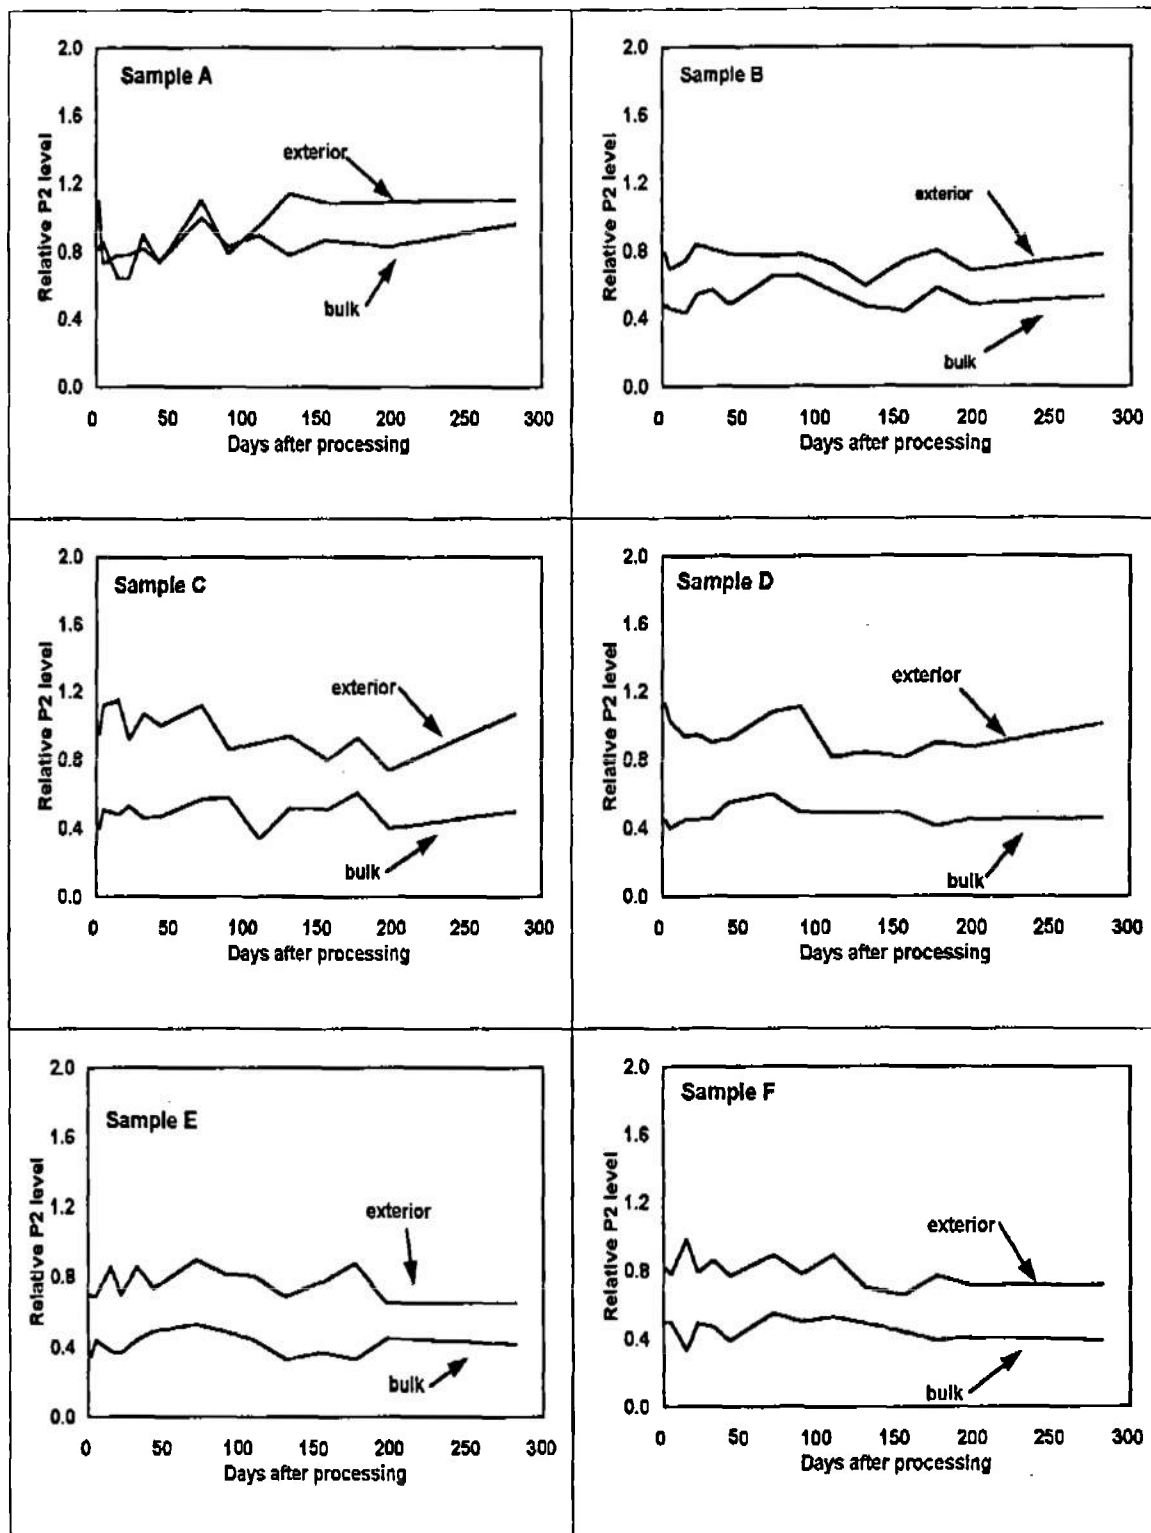 Sample A
Relative P2 level
2.0
1.6
1.2
0.8
0.4
0.0
exterior
bulk
0 50 100 150 200 250 300
Days after processing
Sample B
Relative P2 level
2.0
1.6
1.2
0.8
0.4
0.0
exterior
bulk
0 50 100 150 200 250 300
Days after processing
Sample C
Relative P2 level
2.0
1.6
1.2
0.8
0.4
0.0
exterior
bulk
0 50 100 150 200 250 300
Days after processing
Sample D
Relative P2 level
2.0
1.6
1.2
0.8
0.4
0.0
exterior
bulk
0 50 100 150 200 250 300
Days after processing
Sample E
Relative P2 level
2.0
1.6
1.2
0.8
0.4
0.0
exterior
bulk
0 50 100 150 200 250 300
Days after processing
Sample F
Relative P2 level
2.0
1.6
1.2
0.8
0.4
0.0
exterior
bulk
0 50 100 150 200 250 300
Days after processing